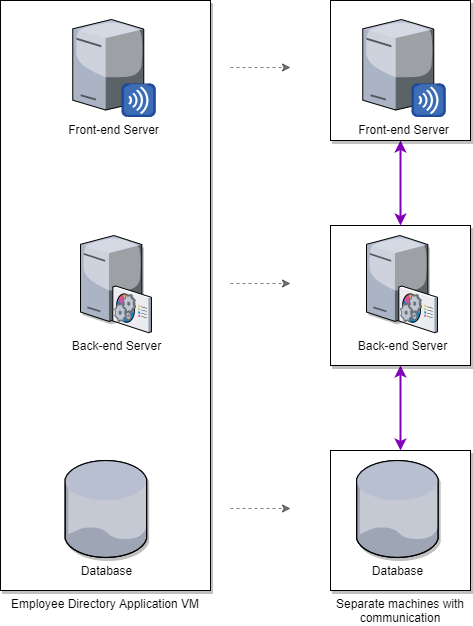 Front-end Server
Front-end Server
Back-end Server
Back-end Server
Database
Database
Employee Directory Application VM
Separate machines with
communication